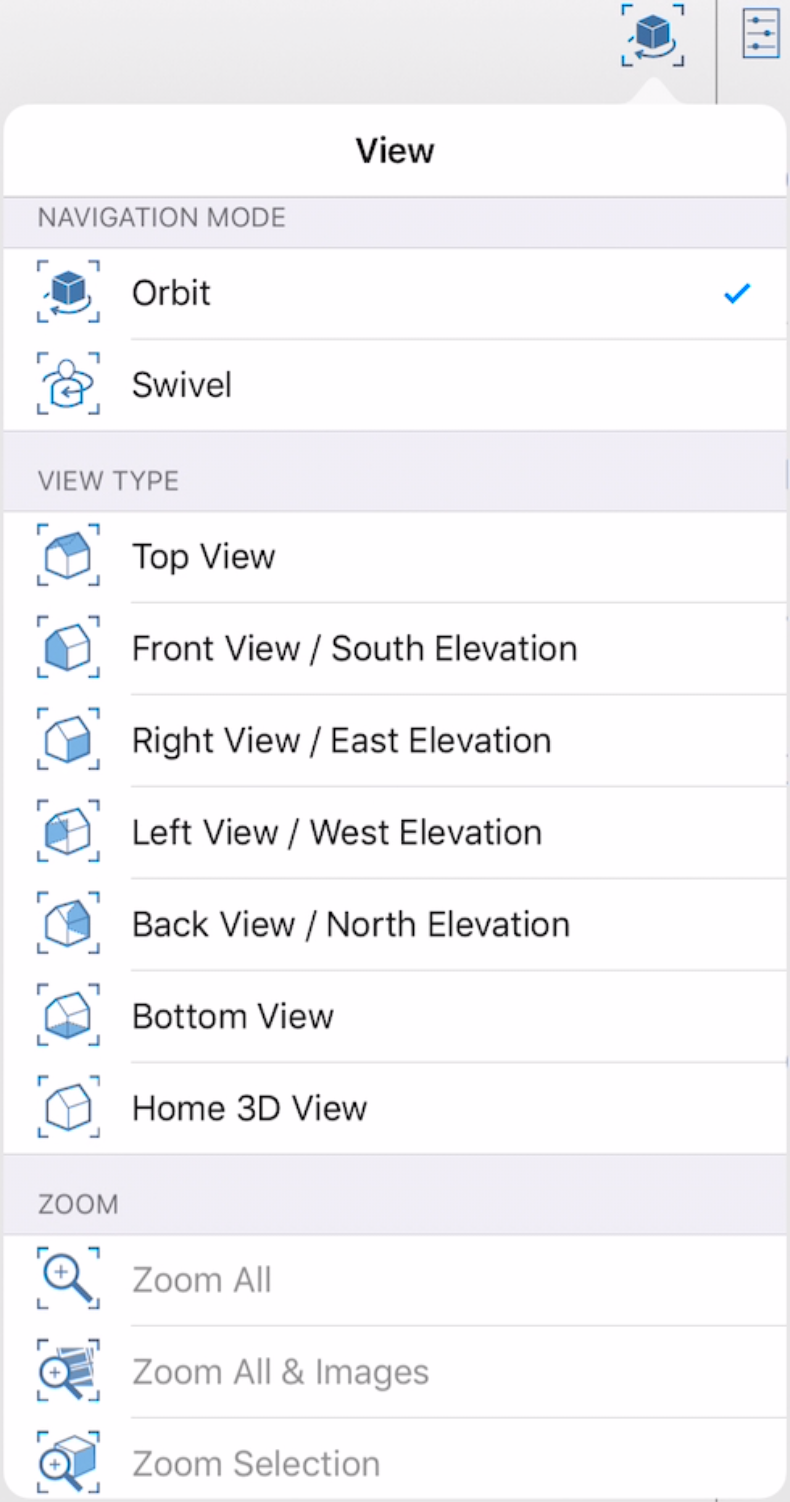 View
NAVIGATION MODE
Orbit
Swivel
VIEW TYPE
Top View
Front View / South Elevation
Right View / East Elevation
Left View / West Elevation
Back View / North Elevation
Bottom View
Home 3D View
ZOOM
Zoom All
Zoom All & Images
Zoom Selection